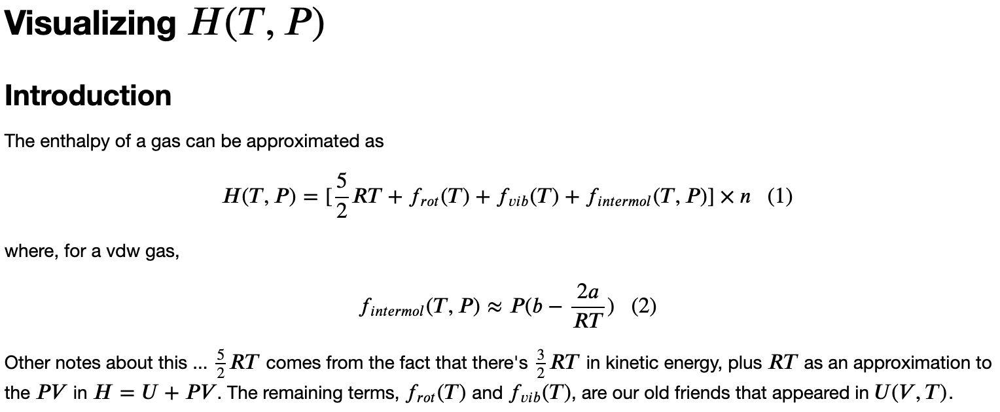 Visualizing H(T, P)
Introduction
The enthalpy of a gas can be approximated as
H(T, P) = [\frac{5}{2} RT + f_{rot}(T) + f_{vib}(T) + f_{intermol}(T, P)] × n (1)
where, for a vdw gas,
f_{intermol}(T, P) ≈ P(b − \frac{2a}{RT}) (2)
Other notes about this ... \frac{5}{2} RT comes from the fact that there's \frac{3}{2} RT in kinetic energy, plus RT as an approximation to
the PV in H = U + PV. The remaining terms, f_{rot}(T) and f_{vib}(T), are our old friends that appeared in U(V, T).